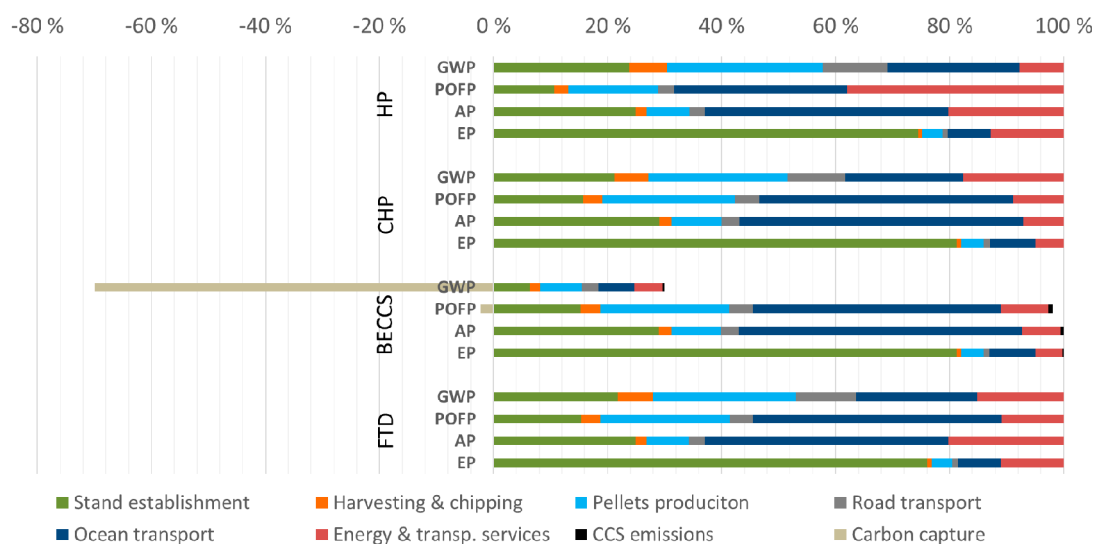 -80 % -60 % -40 % -20 % 0 % 20 % 40 % 60 % 80 % 100 %
HP
GWP
POFP
AP
EP
CHP
GWP
POFP
AP
EP
BECCS
GWP
POFP
AP
EP
FTD
GWP
POFP
AP
EP
Stand establishment Harvesting & chipping Pellets produciton Road transport
Ocean transport Energy & transp. services CCS emissions Carbon capture